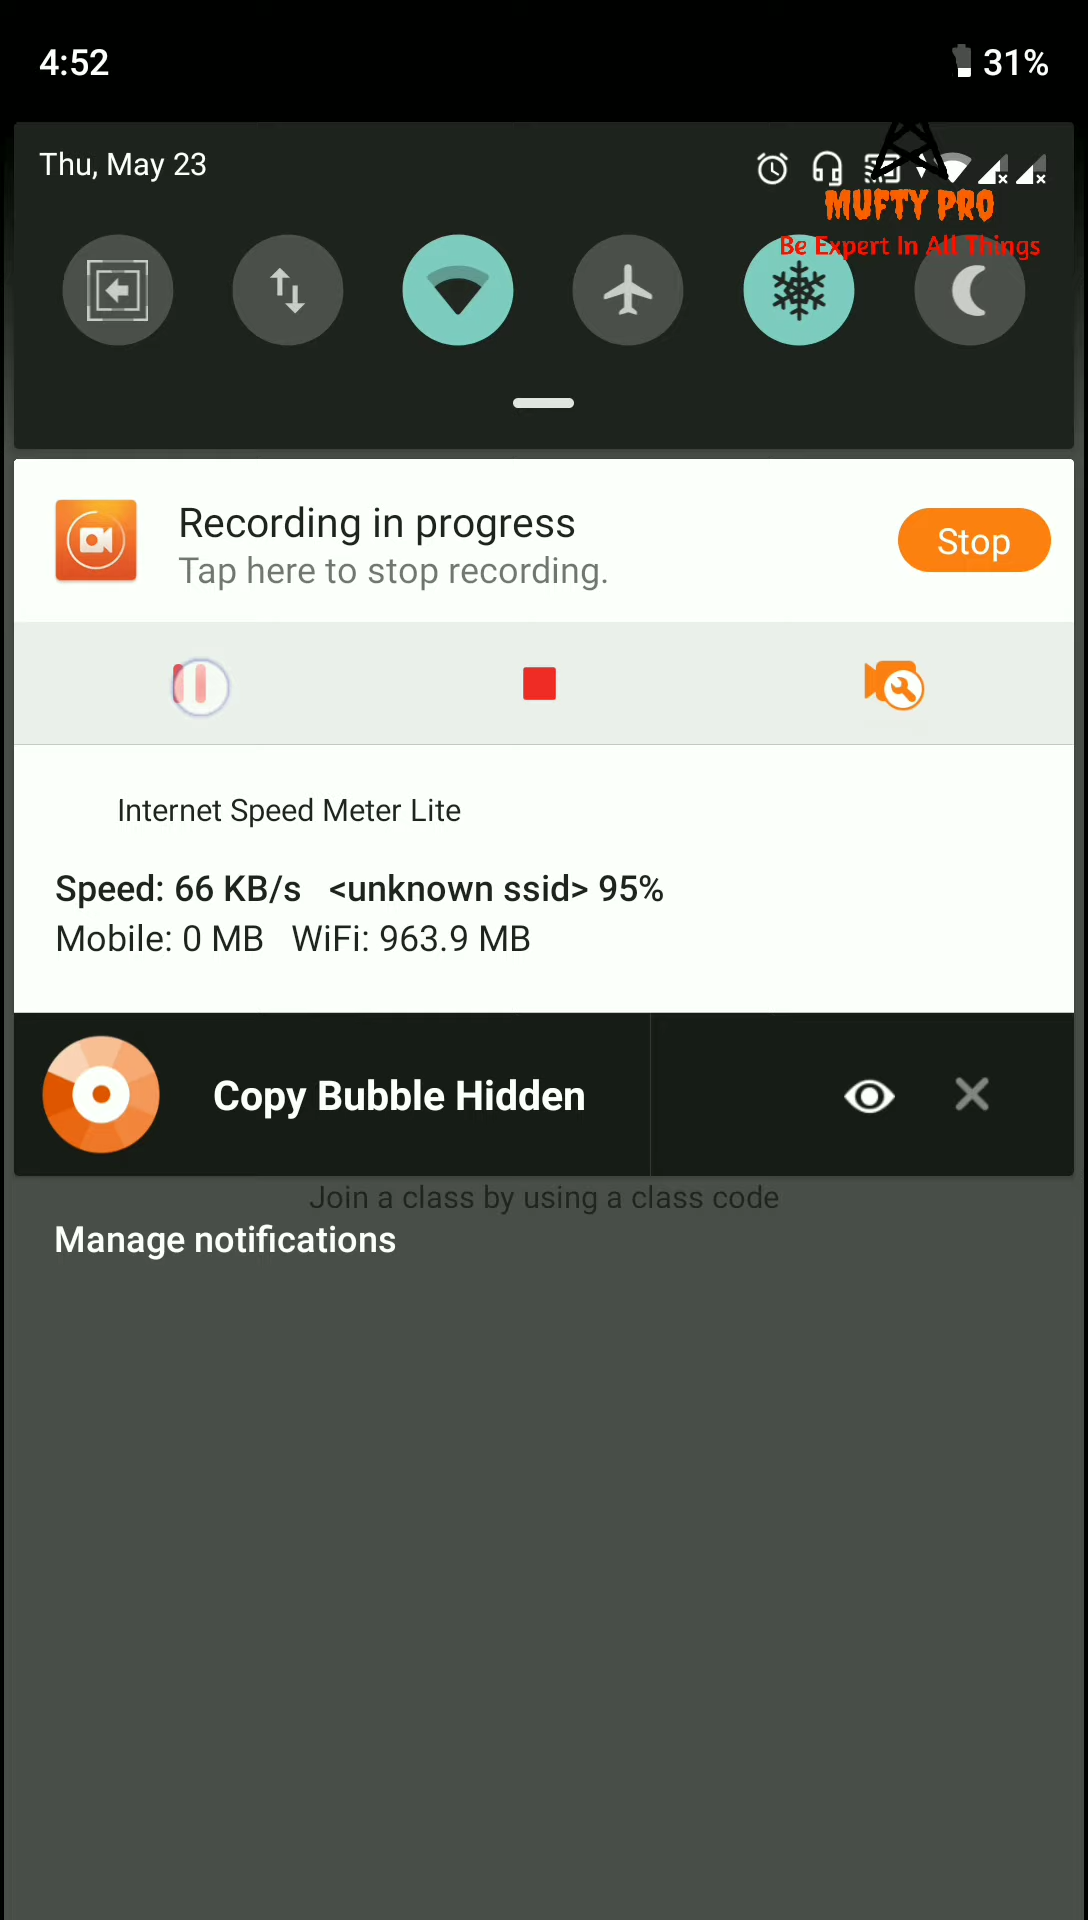 4:52
31%
Thu, May 23
MUFTY PRO
Be Expert In All Things
Recording in progress
Tap here to stop recording.
Stop
Internet Speed Meter Lite
Speed: 66 KB/s <unknown ssid> 95%
Mobile: 0 MB WiFi: 963.9 MB
Copy Bubble Hidden
Join a class by using a class code
Manage notifications